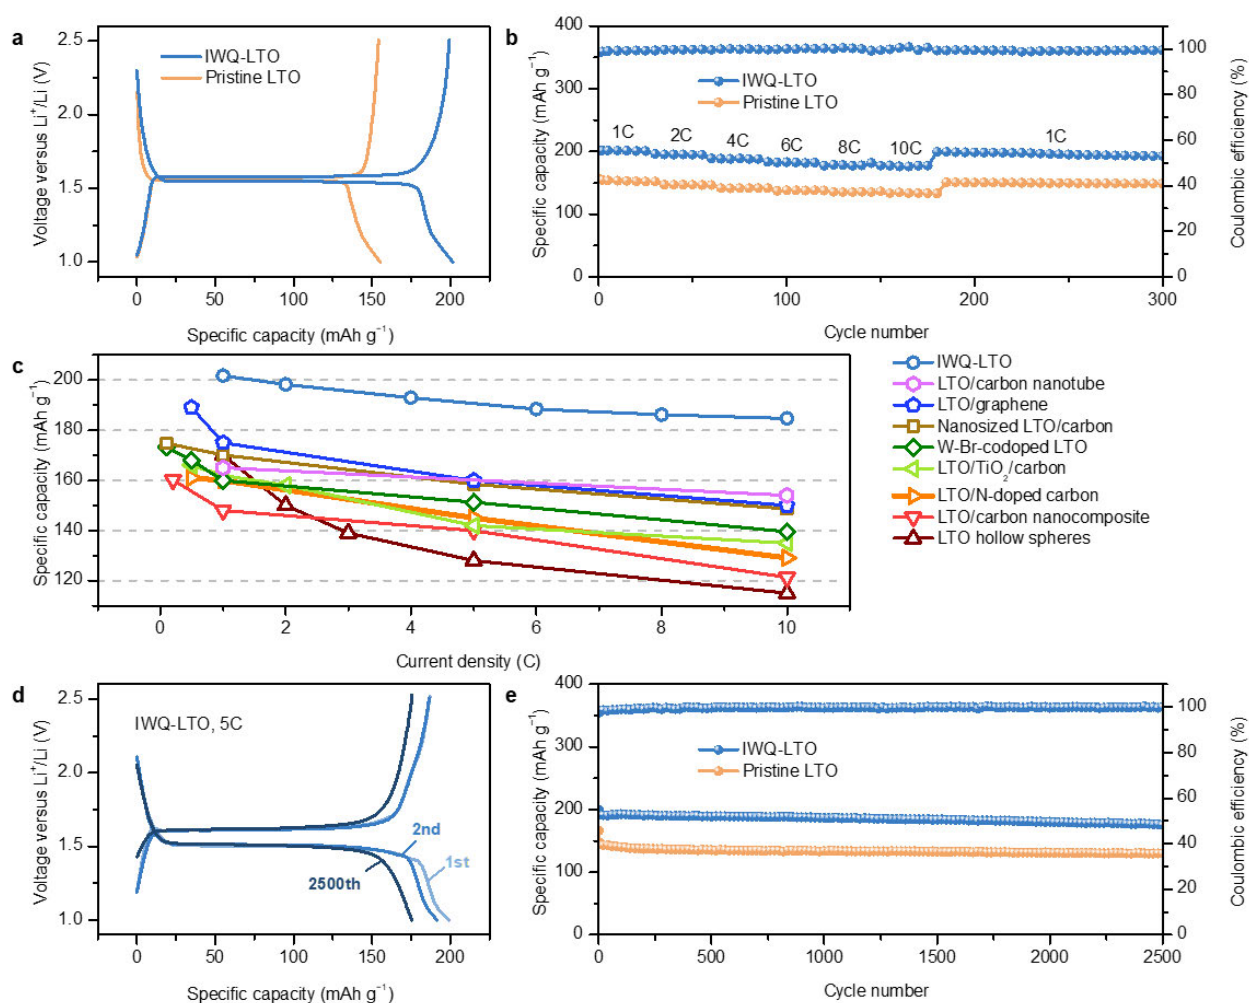 a
2.5
2.0
1.5
1.0
Voltage versus Li⁺/Li (V)
IWQ-LTO
Pristine LTO
0
50
100
150
200
Specific capacity (mAh g⁻¹)
b
400
300
200
100
0
Specific capacity (mAh g⁻¹)
IWQ-LTO
Pristine LTO
1C
2C
4C
6C
8C
10C
1C
100
80
60
40
20
0
Coulombic efficiency (%)
0
100
200
300
Cycle number
c
200
180
160
140
120
Specific capacity (mAh g⁻¹)
0
2
4
6
8
10
Current density (C)
IWQ-LTO
LTO/carbon nanotube
LTO/graphene
Nanosized LTO/carbon
W-Br-codoped LTO
LTO/TiO₂/carbon
LTO/N-doped carbon
LTO/carbon nanocomposite
LTO hollow spheres
d
2.5
2.0
1.5
1.0
Voltage versus Li⁺/Li (V)
IWQ-LTO, 5C
2nd
1st
2500th
0
50
100
150
200
Specific capacity (mAh g⁻¹)
e
400
300
200
100
0
Specific capacity (mAh g⁻¹)
IWQ-LTO
Pristine LTO
100
80
60
40
20
0
Coulombic efficiency (%)
0
500
1000
1500
2000
2500
Cycle number